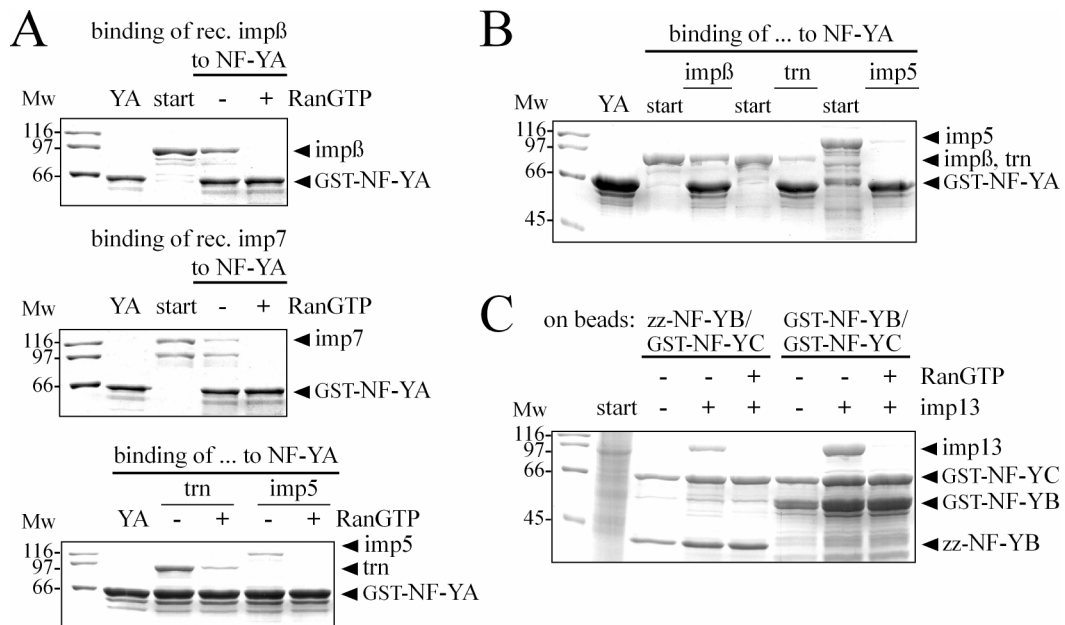 A
binding of rec. impß
to NF-YA
Mw YA start - + RanGTP
116
97
66
impß
GST-NF-YA
binding of rec. imp7
to NF-YA
Mw YA start - + RanGTP
116
97
66
imp7
GST-NF-YA
binding of ... to NF-YA
trn imp5
Mw YA - + - + RanGTP
116
97
66
imp5
trn
GST-NF-YA
B
binding of ... to NF-YA
impß trn imp5
Mw YA start start start
116
97
66
45
imp5
impß, trn
GST-NF-YA
C
on beads: zz-NF-YB/ GST-NF-YB/
GST-NF-YC GST-NF-YC
- - + - - + RanGTP
Mw start - + + - + + imp13
116
97
66
45
imp13
GST-NF-YC
GST-NF-YB
zz-NF-YB